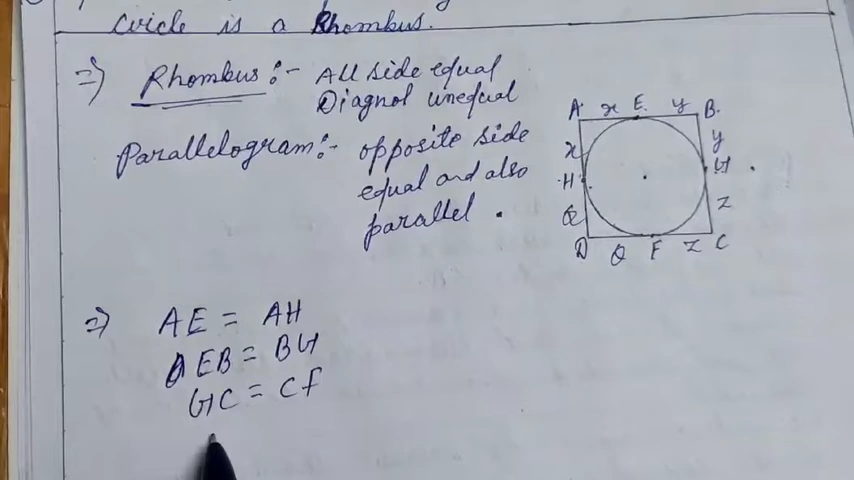 Cricle is a Rhombus.
=) Rhombus :- All side equal
Diagnol unequal
Parallelogram :- opposite side
equal and also
parallel .
A x E. y B.
x y
H G
Q z
D Q F z C
=) AE = AH
EB = BG
GC = CF